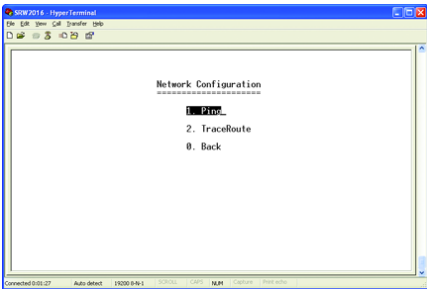 SRW2016 - HyperTerminal
File Edit View Call Transfer Help
Network Configuration
=====================
1. Ping_
2. TraceRoute
0. Back
Connected 0:01:27 Auto detect 19200 8-N-1 SCROLL CAPS NUM Capture Print echo